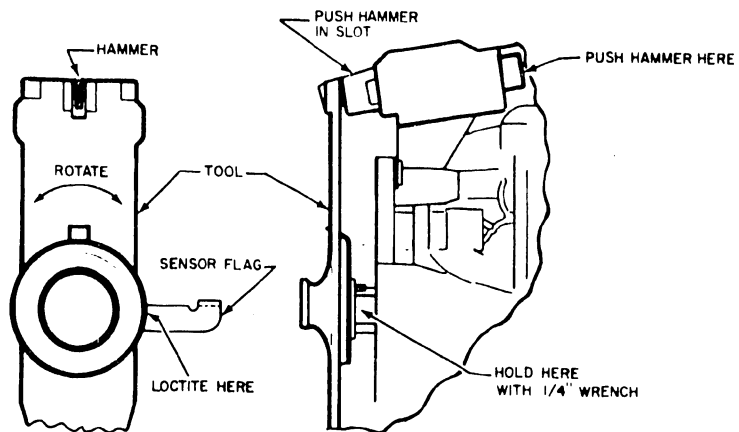 HAMMER
PUSH HAMMER
IN SLOT
PUSH HAMMER HERE
ROTATE
TOOL
SENSOR FLAG
LOCTITE HERE
HOLD HERE
WITH 1/4" WRENCH